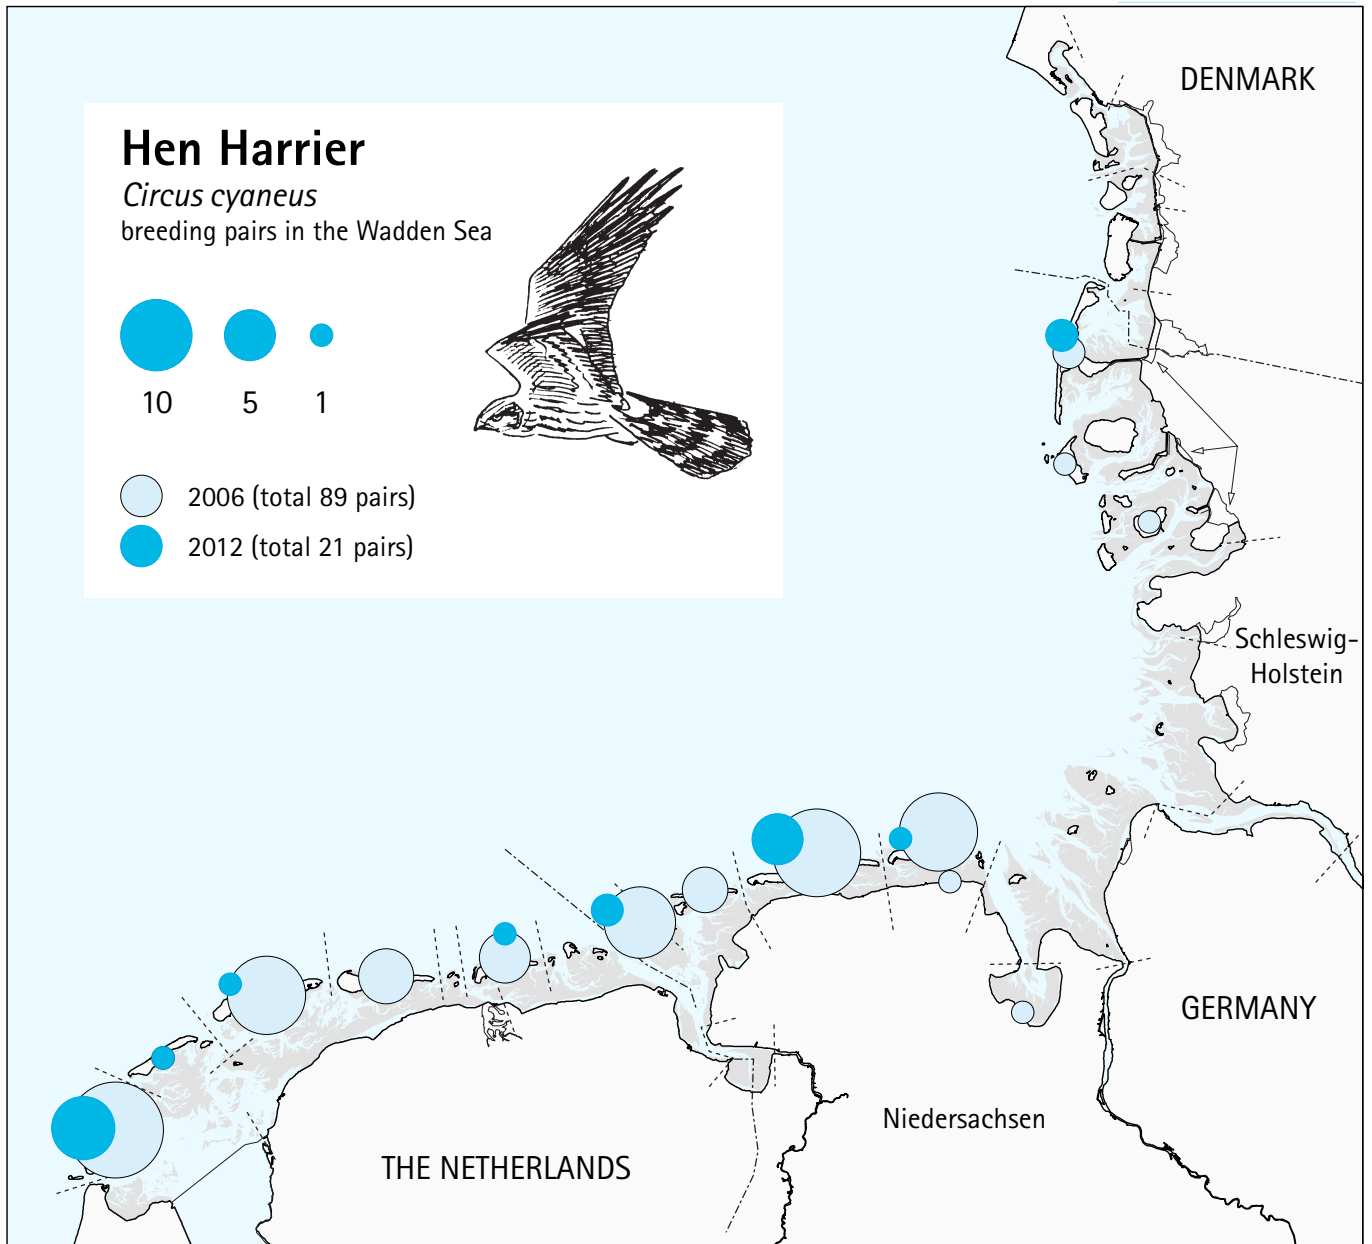 Hen Harrier
Circus cyaneus
breeding pairs in the Wadden Sea
10 5 1
2006 (total 89 pairs)
2012 (total 21 pairs)
DENMARK
Schleswig-
Holstein
GERMANY
Niedersachsen
THE NETHERLANDS